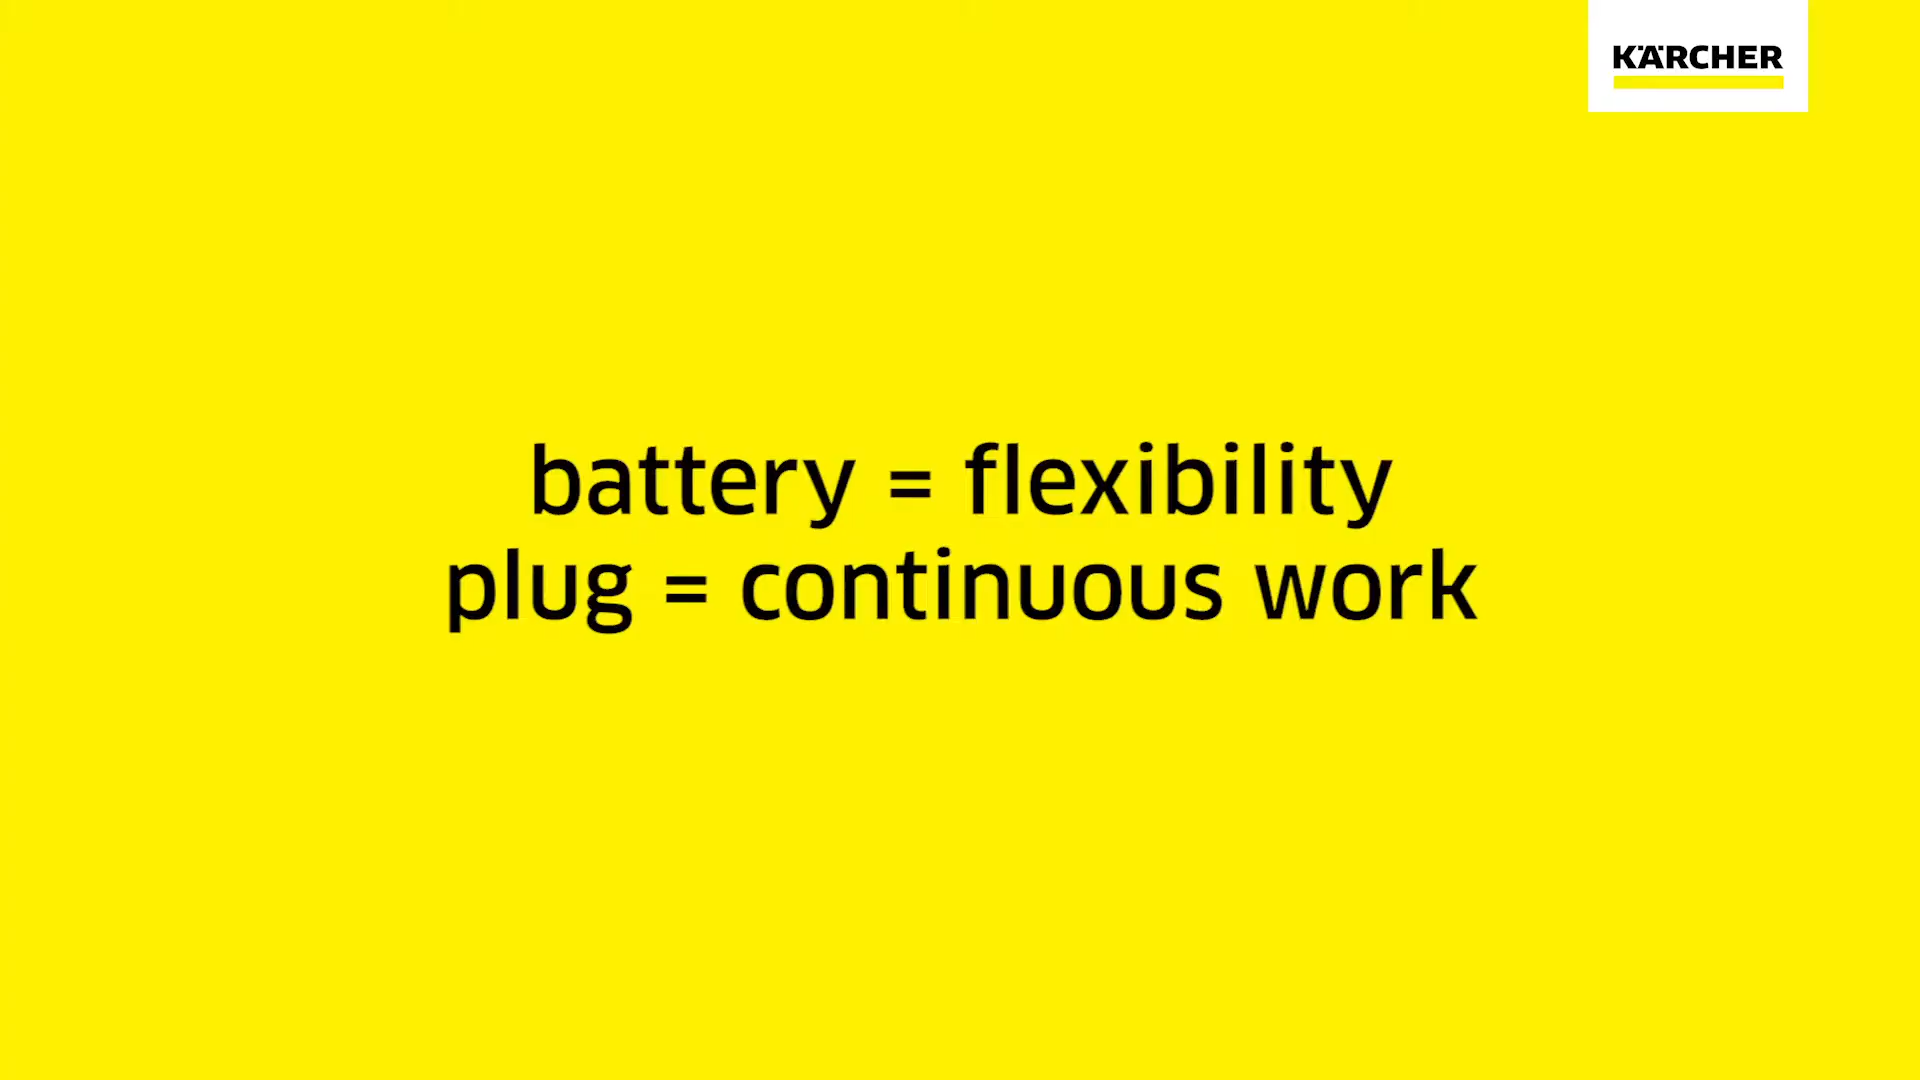 KÄRCHER
battery = flexibility
plug = continuous work